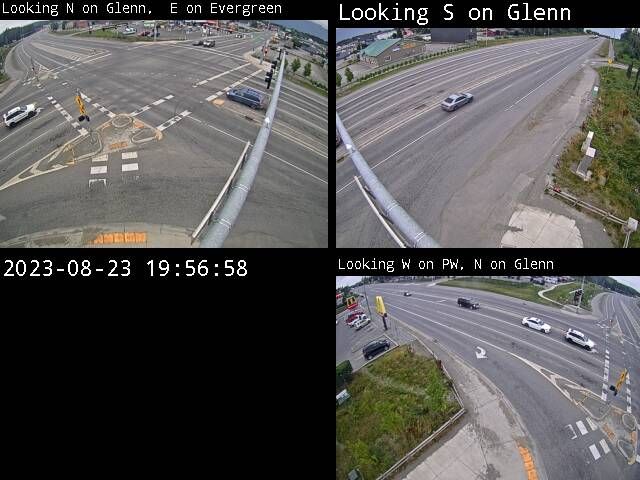 Looking N on Glenn,  E on Evergreen
Looking S on Glenn
2023-08-23 19:56:58
Looking W on PW, N on Glenn